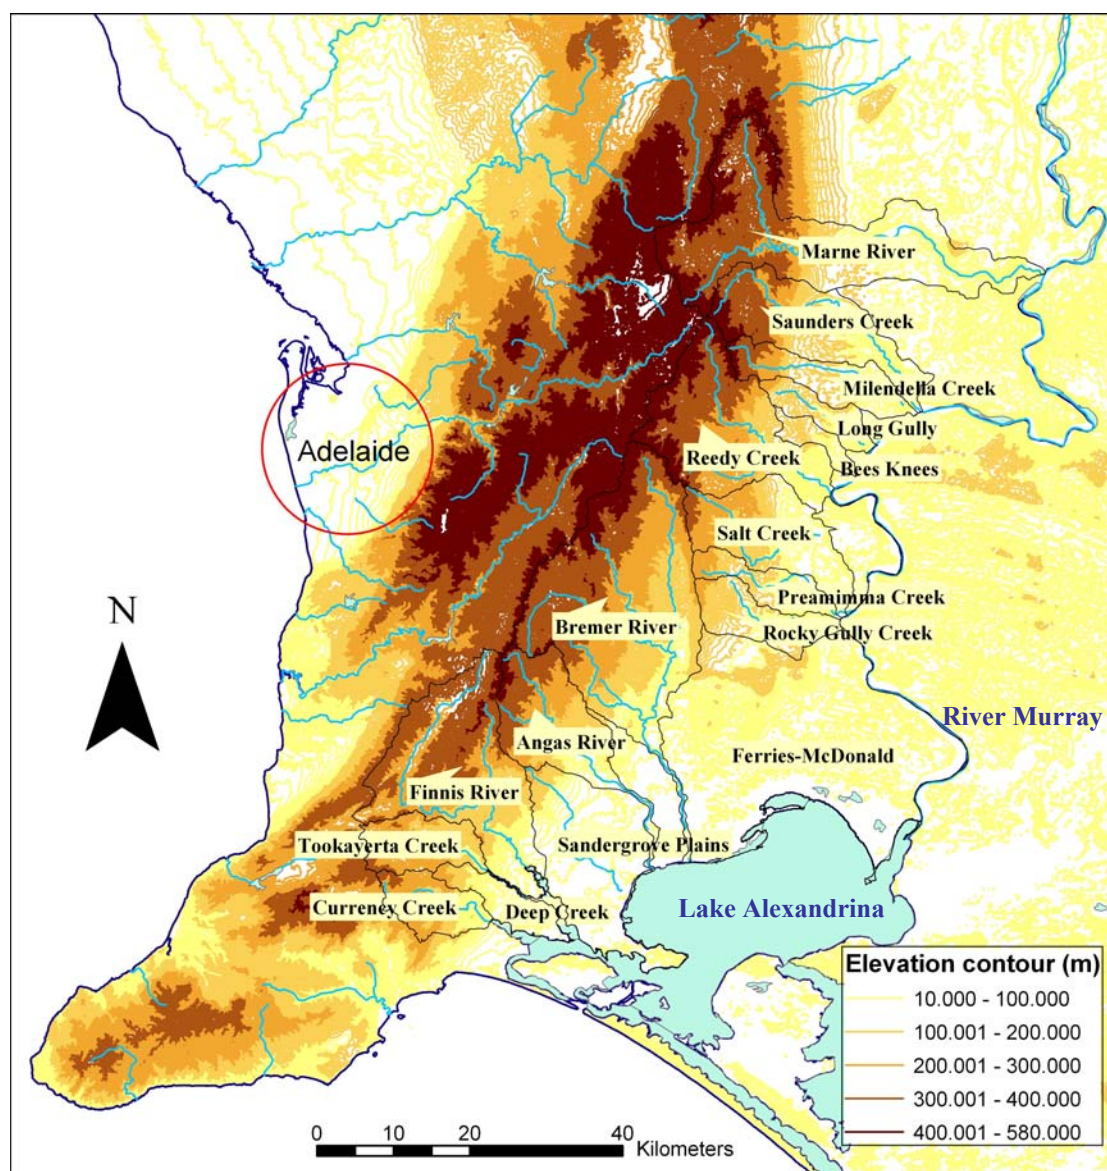 Marne River
Saunders Creek
Milendella Creek
Long Gully
Adelaide
Reedy Creek
Bees Knees
Salt Creek
N
Preamimma Creek
Bremer River
Rocky Gully Creek
River Murray
Angas River
Ferries-McDonald
Finnis River
Tookayerta Creek
Sandergrove Plains
Currency Creek
Deep Creek
Lake Alexandrina
Elevation contour (m)
10.000 - 100.000
100.001 - 200.000
200.001 - 300.000
300.001 - 400.000
400.001 - 580.000
0 10 20 40
Kilometers